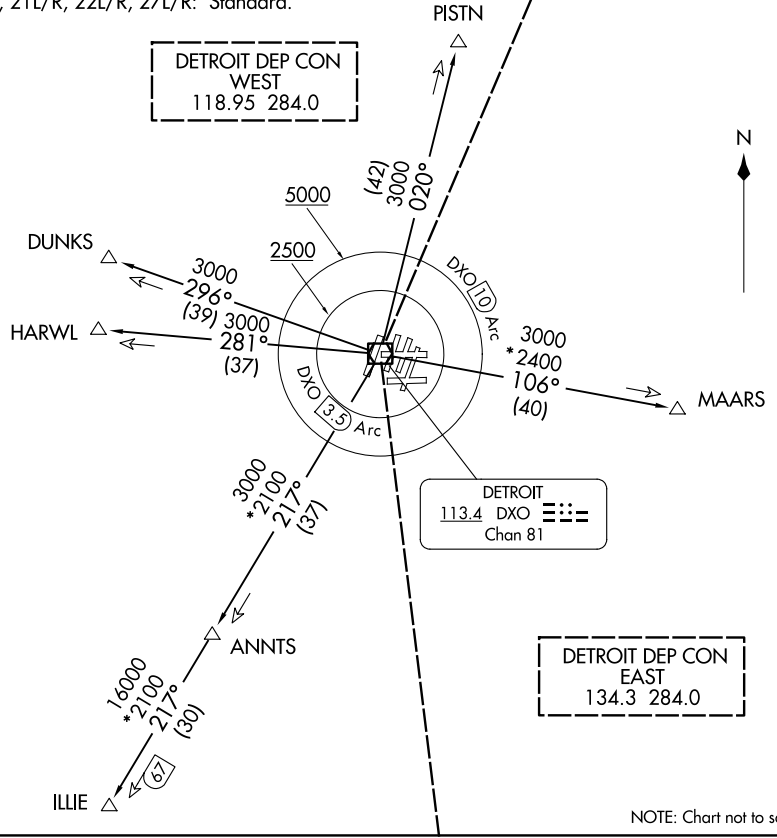 , 21L/R, 22L/R, 27L/R: Standard.
PISTN
DETROIT DEP CON
WEST
118.95 284.0
N
(42)
3000
020°
5000
2500
DUNKS
3000
296°
(39)
HARWL
3000
281°
(37)
DXO 10 Arc
3000
*2400
106°
(40)
MAARS
DXO 3.5 Arc
3000
*2100
217°
(37)
DETROIT
113.4 DXO
Chan 81
ANNTS
DETROIT DEP CON
EAST
134.3 284.0
16000
*2100
217°
(30)
67
ILLIE
NOTE: Chart not to sc